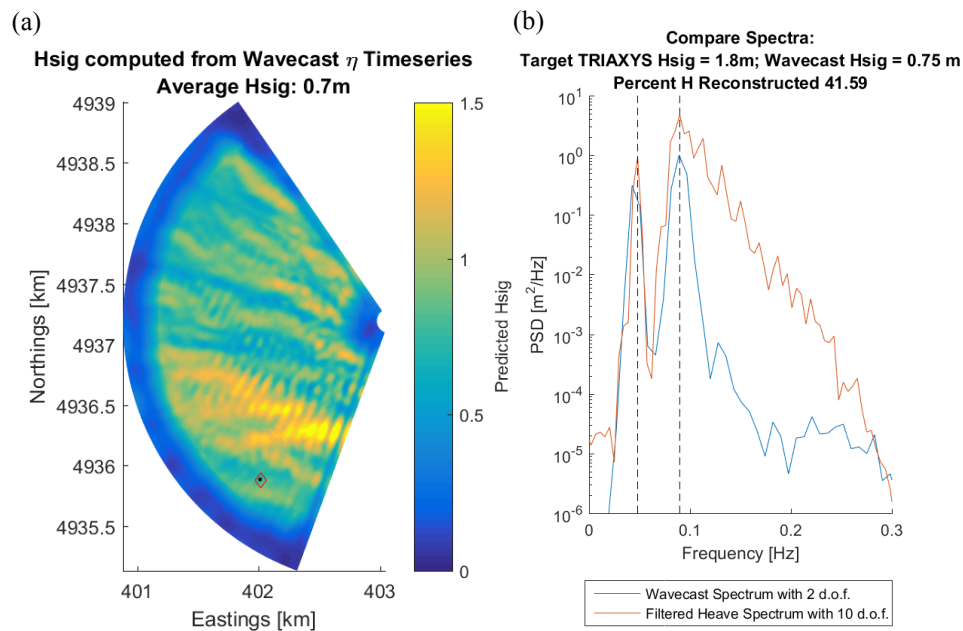 (a)
Hsig computed from Wavecast η Timeseries
Average Hsig: 0.7m
4939
4938.5
4938
4937.5
4937
4936.5
4936
4935.5
Northings [km]
401
402
403
Eastings [km]
1.5
1
0.5
0
Predicted Hsig
(b)
Compare Spectra:
Target TRIAXYS Hsig = 1.8m; Wavecast Hsig = 0.75 m
Percent H Reconstructed 41.59
10¹
10⁰
10⁻¹
10⁻²
10⁻³
10⁻⁴
10⁻⁵
10⁻⁶
PSD [m²/Hz]
0
0.1
0.2
0.3
Frequency [Hz]
Wavecast Spectrum with 2 d.o.f.
Filtered Heave Spectrum with 10 d.o.f.